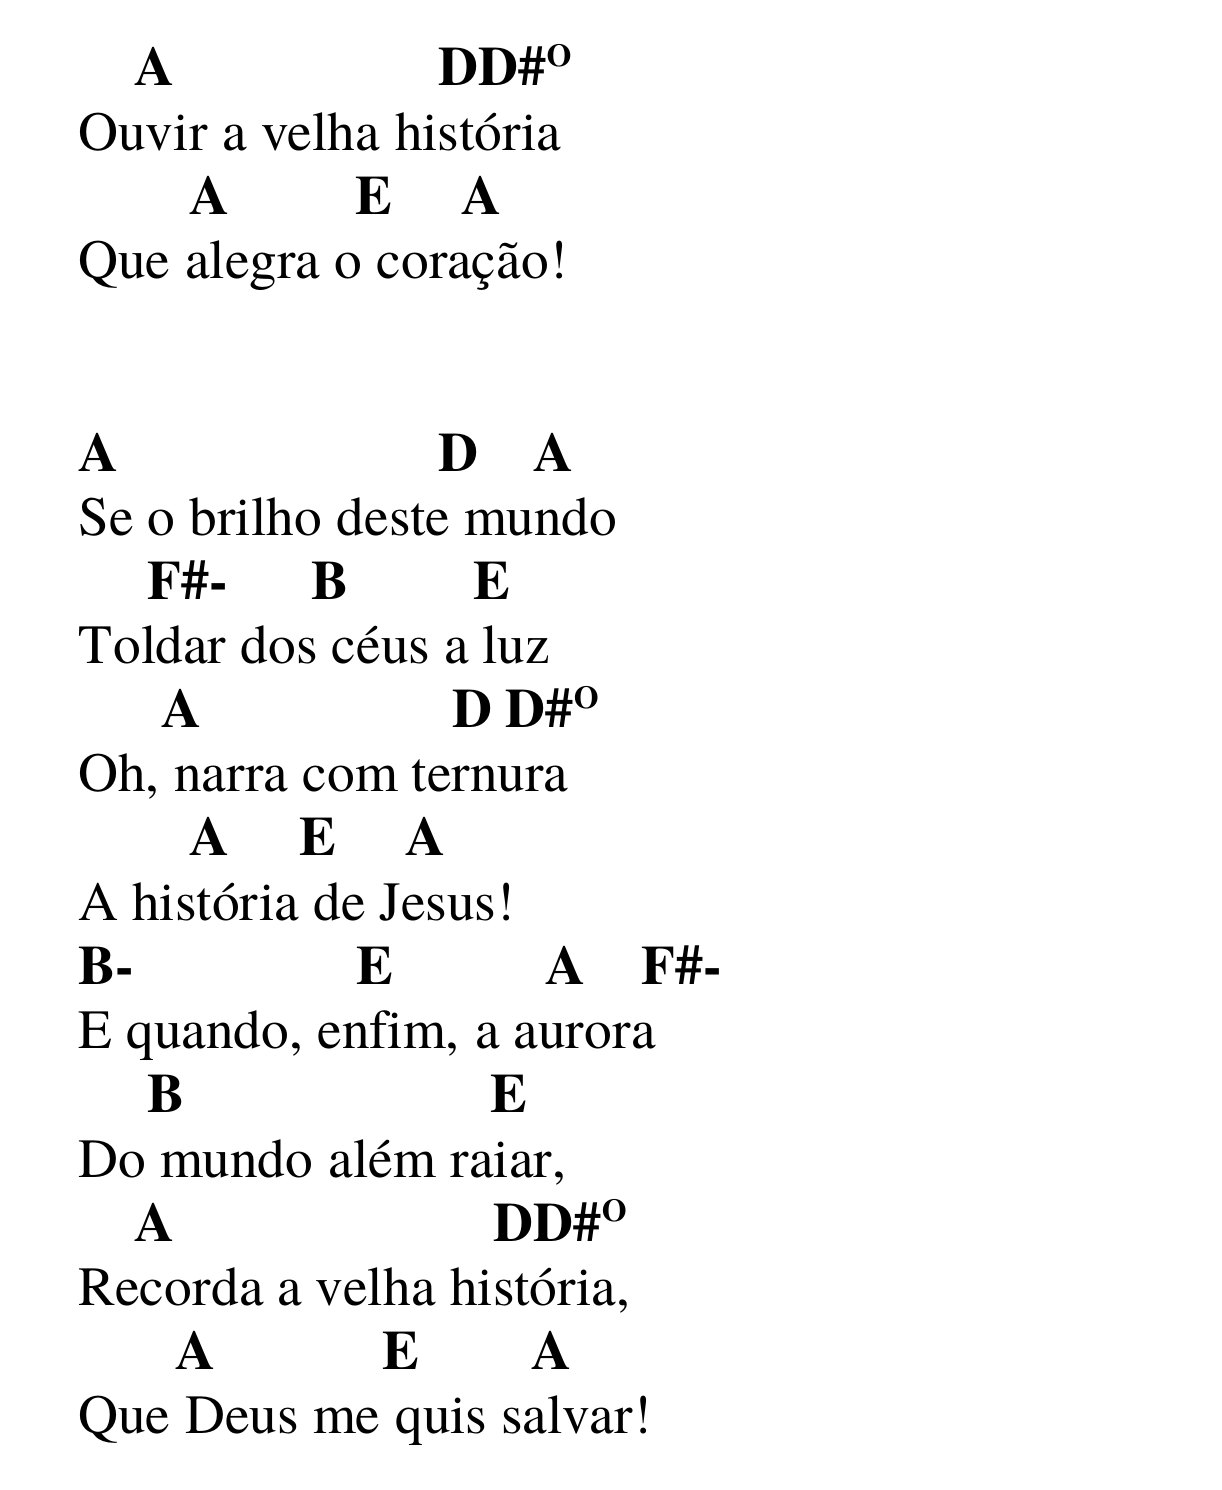 A DD#º
Ouvir a velha história
A E A
Que alegra o coração!
A D A
Se o brilho deste mundo
F#- B E
Toldar dos céus a luz
A D D#º
Oh, narra com ternura
A E A
A história de Jesus!
B- E A F#-
E quando, enfim, a aurora
B E
Do mundo além raiar,
A DD#º
Recorda a velha história,
A E A
Que Deus me quis salvar!